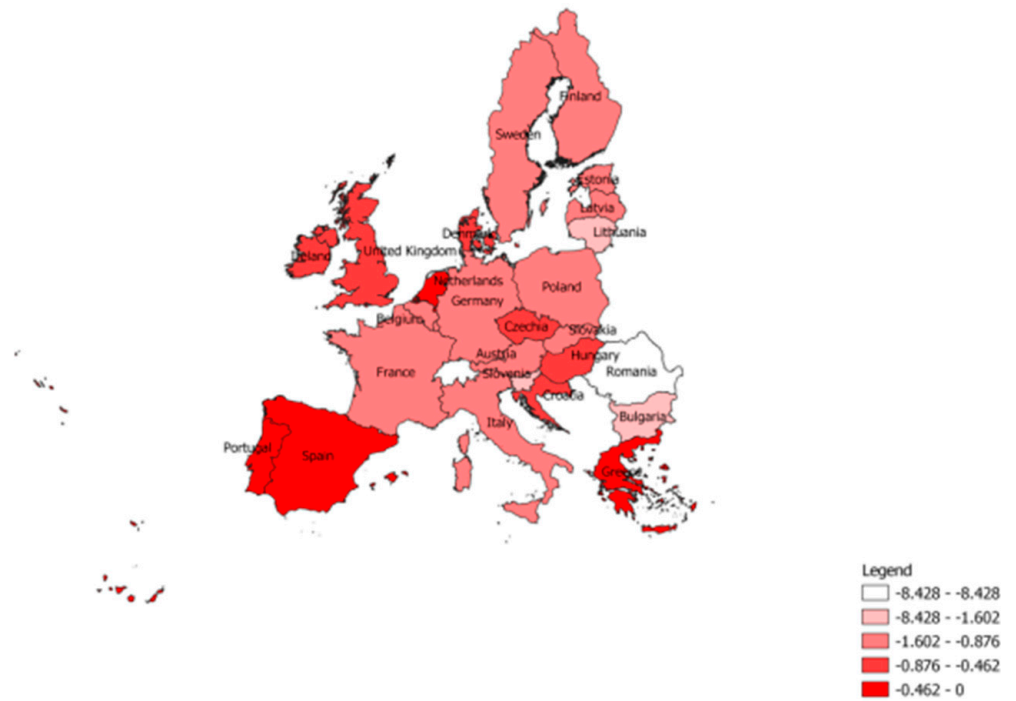 Finland
Sweden
Estonia
Latvia
Lithuania
Denmark
United Kingdom
Ireland
Netherlands
Poland
Germany
Belgium
Czechia
Slovakia
Austria
Hungary
France
Slovenia
Romania
Croatia
Bulgaria
Italy
Portugal
Spain
Greece
Legend
-8.428 - -8.428
-8.428 - -1.602
-1.602 - -0.876
-0.876 - -0.462
-0.462 - 0